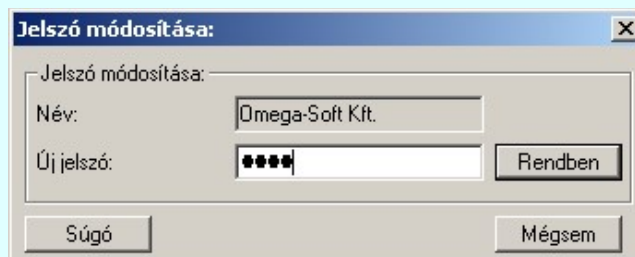 Jelszó módosítása:
Jelszó módosítása:
Név: Omega-Soft Kft.
Új jelszó: ●●●● Rendben
Súgó Mégsem